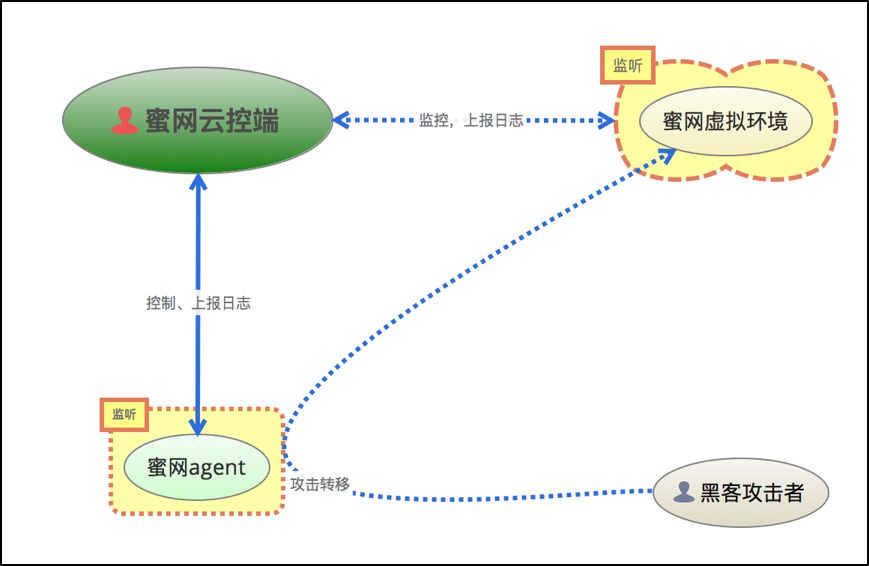 监听
蜜网云控端
监控，上报日志
蜜网虚拟环境
控制、上报日志
监听
蜜网agent
攻击转移
黑客攻击者